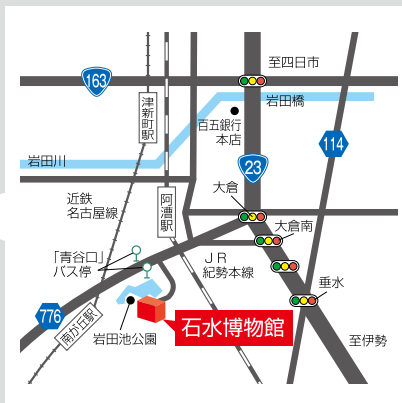 至四日市
163
岩田橋
津新町駅
百五銀行
本店
114
岩田川
23
近鉄
名古屋線
阿漕駅
大倉
大倉南
「青谷口」
バス停
ＪＲ
紀勢本線
垂水
776
南が丘駅
岩田池公園
石水博物館
至伊勢